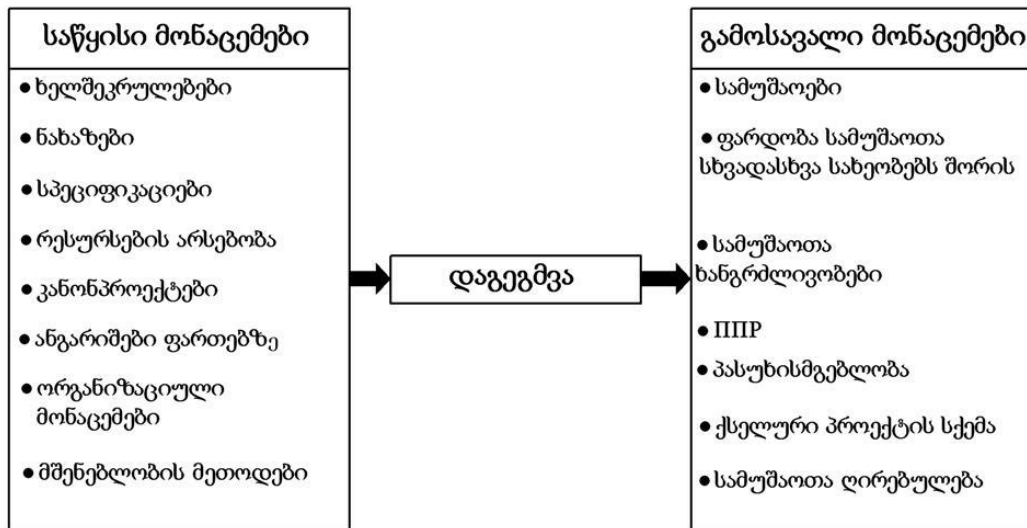 საწყისი მონაცემები
● ხელშეკრულებები
● ნახაზები
● სპეციფიკაციები
● რესურსების არსებობა
● კანონპროექტები
● ანგარიშები ფართებზე
● ორგანიზაციული
მონაცემები
● მშენებლობის მეთოდები
დაგეგმვა
გამოსავალი მონაცემები
● სამუშაოები
● ფარდობა სამუშაოთა
სხვადასხვა სახეობებს შორის
● სამუშაოთა
ხანგრძლივობები
● ППР
● პასუხისმგებლობა
● ქსელური პროექტის სქემა
● სამუშაოთა ღირებულება